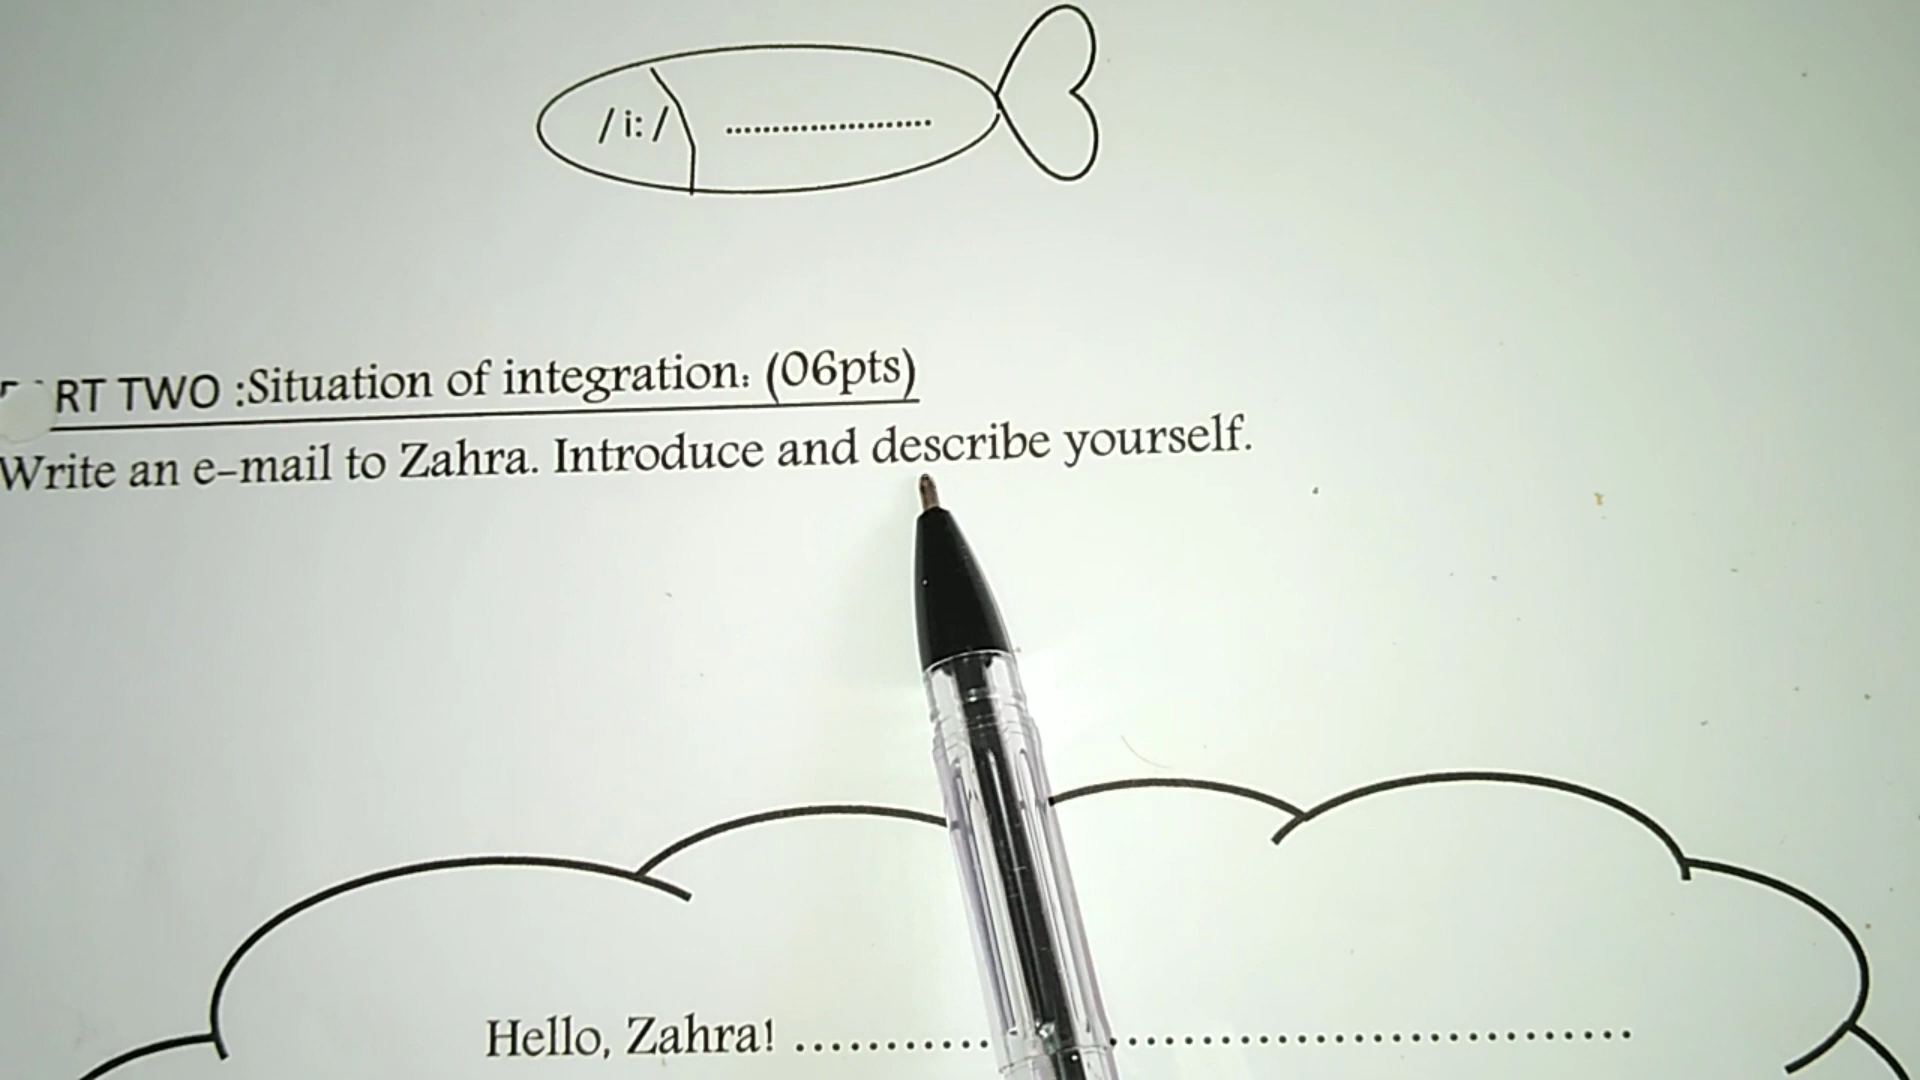 /i:/ ......................
RT TWO :Situation of integration: (06pts)
Write an e-mail to Zahra. Introduce and describe yourself.
Hello, Zahra! ......................................................